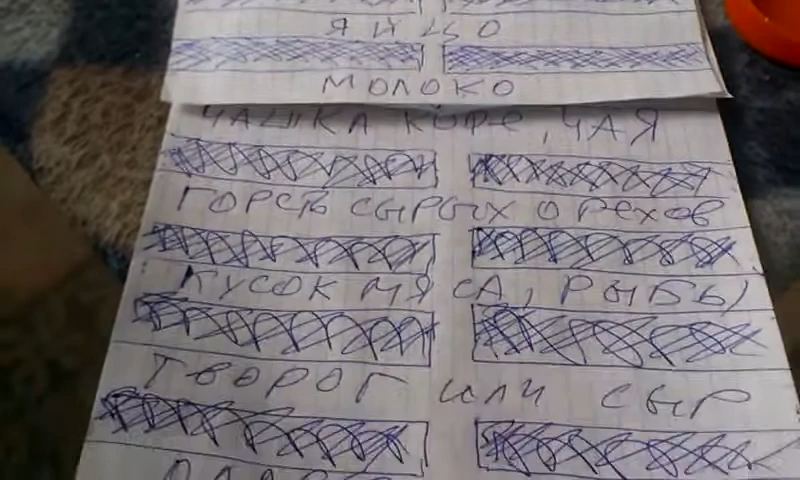 ЯЙЦО
МОЛОКО
ЧАШКА КОФЕ, ЧАЯ
ГОРСТЬ СЫРЫХ ОРЕХОВ
КУСОК МЯСА, РЫБЫ
ТВОРОГ ИЛИ СЫР